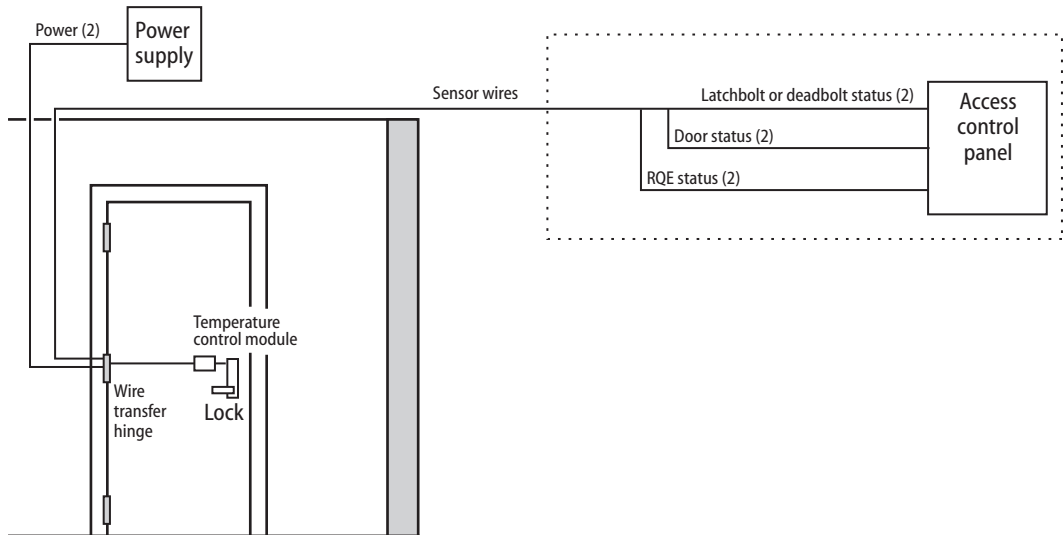 Power (2)
Power
supply
Sensor wires
Latchbolt or deadbolt status (2)
Door status (2)
RQE status (2)
Access
control
panel
Temperature
control module
Wire
transfer
hinge
Lock